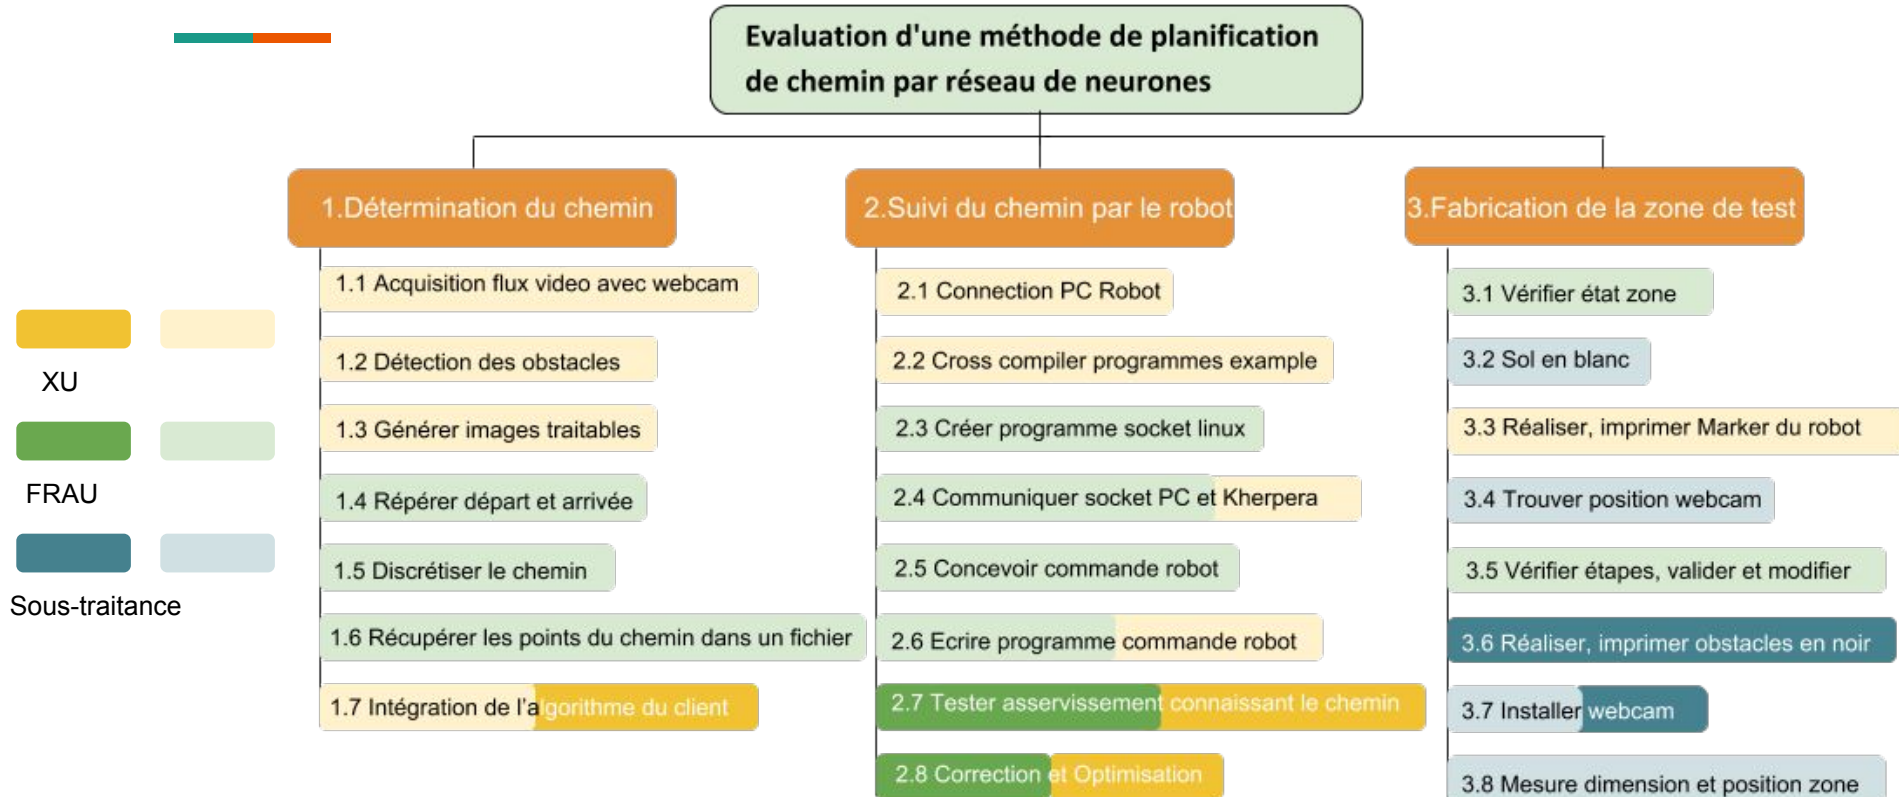 Evaluation d'une méthode de planification
de chemin par réseau de neurones
1.Détermination du chemin
1.1 Acquisition flux video avec webcam
1.2 Détection des obstacles
1.3 Générer images traitables
1.4 Répérer départ et arrivée
1.5 Discrétiser le chemin
1.6 Récupérer les points du chemin dans un fichier
1.7 Intégration de l'algorithme du client
2.Suivi du chemin par le robot
2.1 Connection PC Robot
2.2 Cross compiler programmes example
2.3 Créer programme socket linux
2.4 Communiquer socket PC et Kherpera
2.5 Concevoir commande robot
2.6 Ecrire programme commande robot
2.7 Tester asservissement connaissant le chemin
2.8 Correction et Optimisation
3.Fabrication de la zone de test
3.1 Vérifier état zone
3.2 Sol en blanc
3.3 Réaliser, imprimer Marker du robot
3.4 Trouver position webcam
3.5 Vérifier étapes, valider et modifier
3.6 Réaliser, imprimer obstacles en noir
3.7 Installer webcam
3.8 Mesure dimension et position zone
XU
FRAU
Sous-traitance